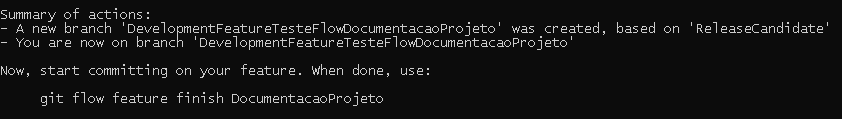 Summary of actions:
- A new branch 'DevelopmentFeatureTesteFlowDocumentacaoProjeto' was created, based on 'ReleaseCandidate'
- You are now on branch 'DevelopmentFeatureTesteFlowDocumentacaoProjeto'
Now, start committing on your feature. When done, use:
git flow feature finish DocumentacaoProjeto